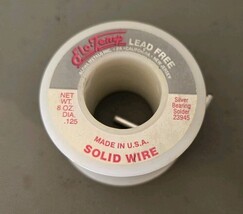 LEAD FREE
NET
WT.
8 OZ.
DIA.
.125
Silver
Bearing
Solder
23945
MADE IN U.S.A.
SOLID WIRE